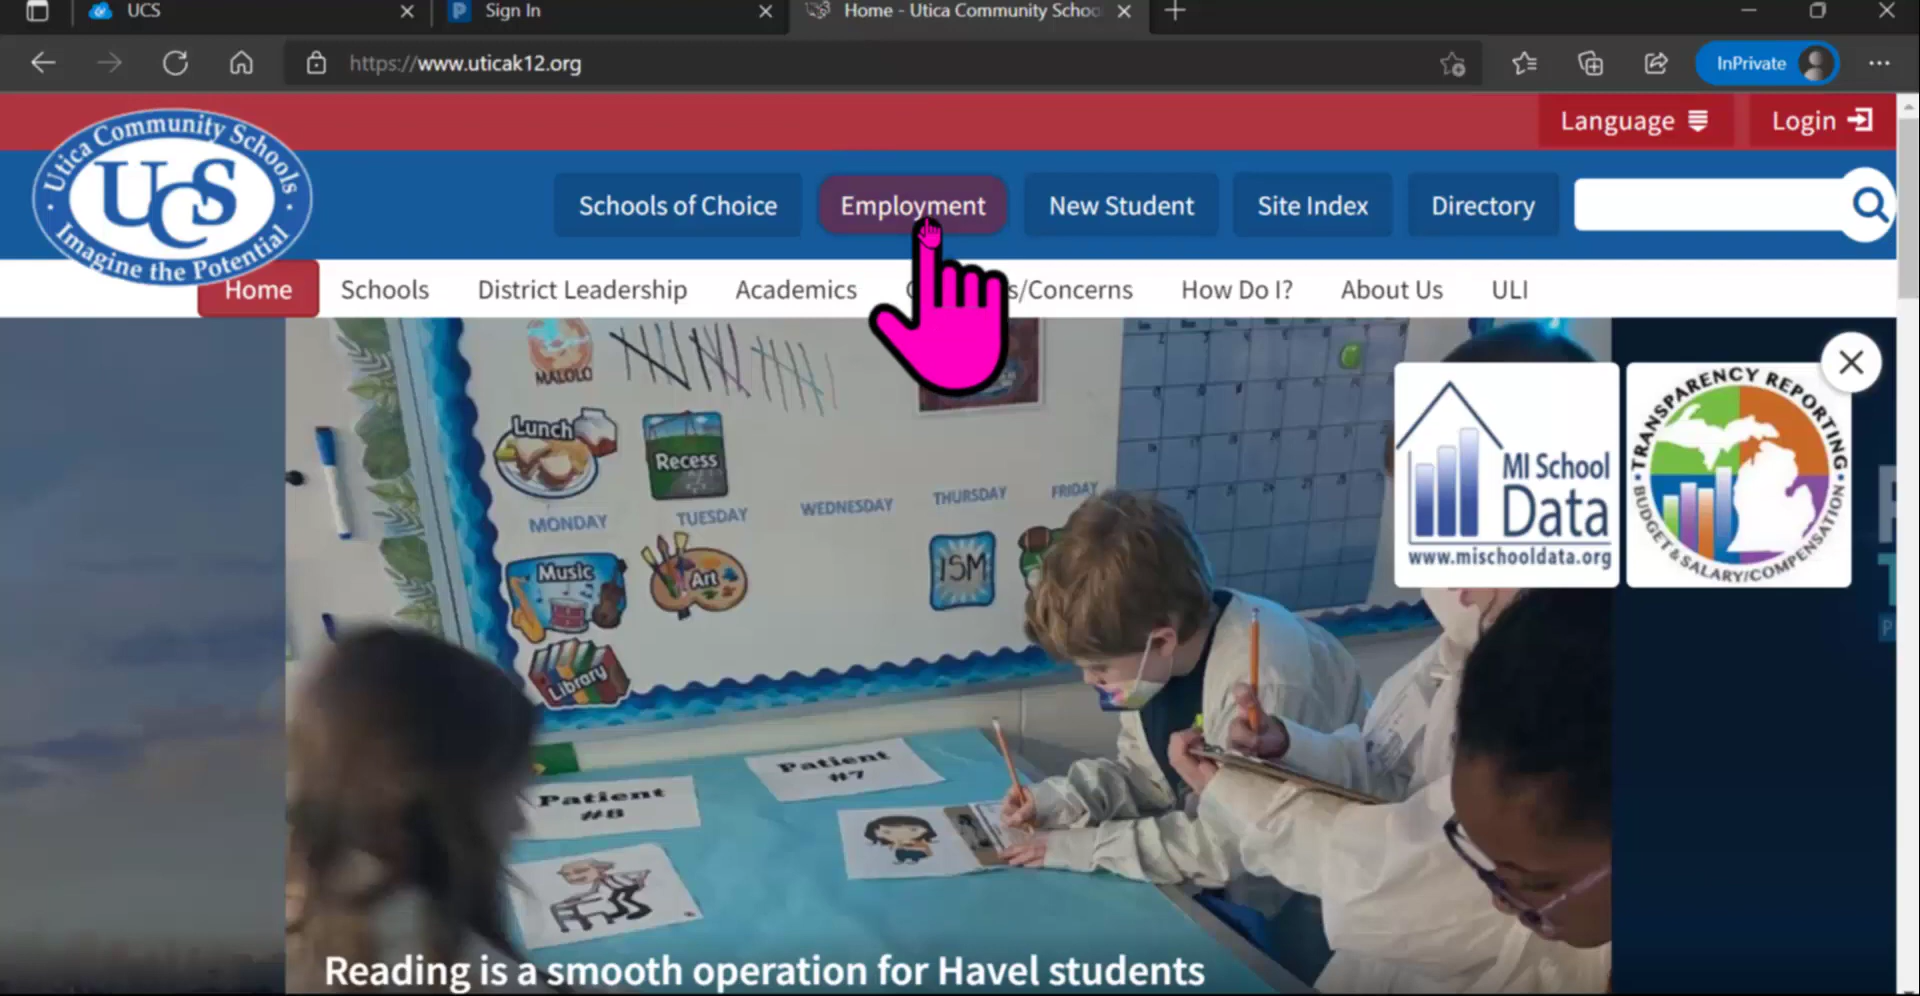 UCS
Sign In
Home - Utica Community Schoo
https://www.uticak12.org
InPrivate
Language
Login
Utica Community Schools
UCS
Imagine the Potential
Schools of Choice
Employment
New Student
Site Index
Directory
Home
Schools
District Leadership
Academics
s/Concerns
How Do I?
About Us
ULI
MALOLO
Lunch
Recess
MONDAY
TUESDAY
WEDNESDAY
THURSDAY
FRIDAY
Music
Art
ISM
Library
MI School
Data
www.mischooldata.org
TRANSPARENCY REPORTING
BUDGET & SALARY/COMPENSATION
Patient
#7
Patient
#8
Reading is a smooth operation for Havel students